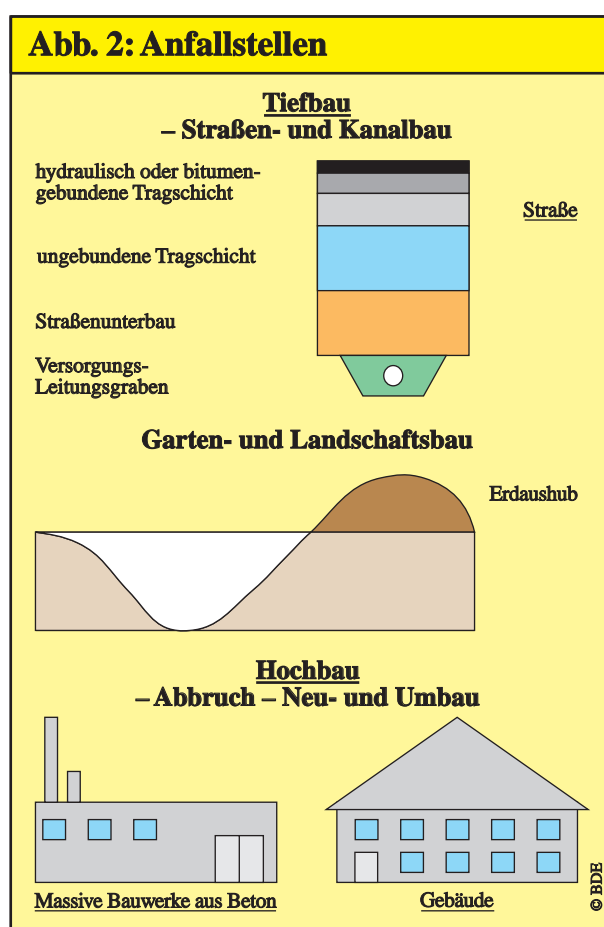 Abb. 2: Anfallstellen
Tiefbau
– Straßen- und Kanalbau
hydraulisch oder bitumen-
gebundene Tragschicht
Straße
ungebundene Tragschicht
Straßenunterbau
Versorgungs-
Leitungsgraben
Garten- und Landschaftsbau
Erdaushub
Hochbau
– Abbruch – Neu- und Umbau
Massive Bauwerke aus Beton
Gebäude
© BDE